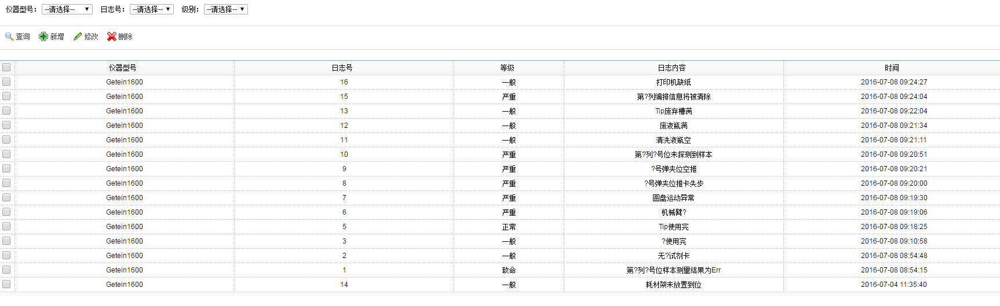 仪器型号： --请选择-- 日志号： --请选择-- 级别： --请选择--
查询 新增 修改 删除
仪器型号 日志号 等级 日志内容 时间
Getein1600 16 一般 打印机缺纸 2016-07-08 09:24:27
Getein1600 15 严重 第?列编排信息将被清除 2016-07-08 09:24:04
Getein1600 13 一般 Tip废弃槽满 2016-07-08 09:22:04
Getein1600 12 一般 废液瓶满 2016-07-08 09:21:34
Getein1600 11 一般 清洗液瓶空 2016-07-08 09:21:11
Getein1600 10 严重 第?列?号位未探测到样本 2016-07-08 09:20:51
Getein1600 9 严重 ?号弹夹位空推 2016-07-08 09:20:21
Getein1600 8 严重 ?号弹夹位推卡失步 2016-07-08 09:20:00
Getein1600 7 严重 圆盘运动异常 2016-07-08 09:19:30
Getein1600 6 严重 机械臂? 2016-07-08 09:19:06
Getein1600 5 正常 Tip使用完 2016-07-08 09:18:25
Getein1600 3 一般 ?使用完 2016-07-08 09:10:58
Getein1600 2 一般 无?试剂卡 2016-07-08 08:54:48
Getein1600 1 致命 第?列?号位样本测量结果为Err 2016-07-08 08:54:15
Getein1600 14 一般 耗材架未放置到位 2016-07-04 11:35:40